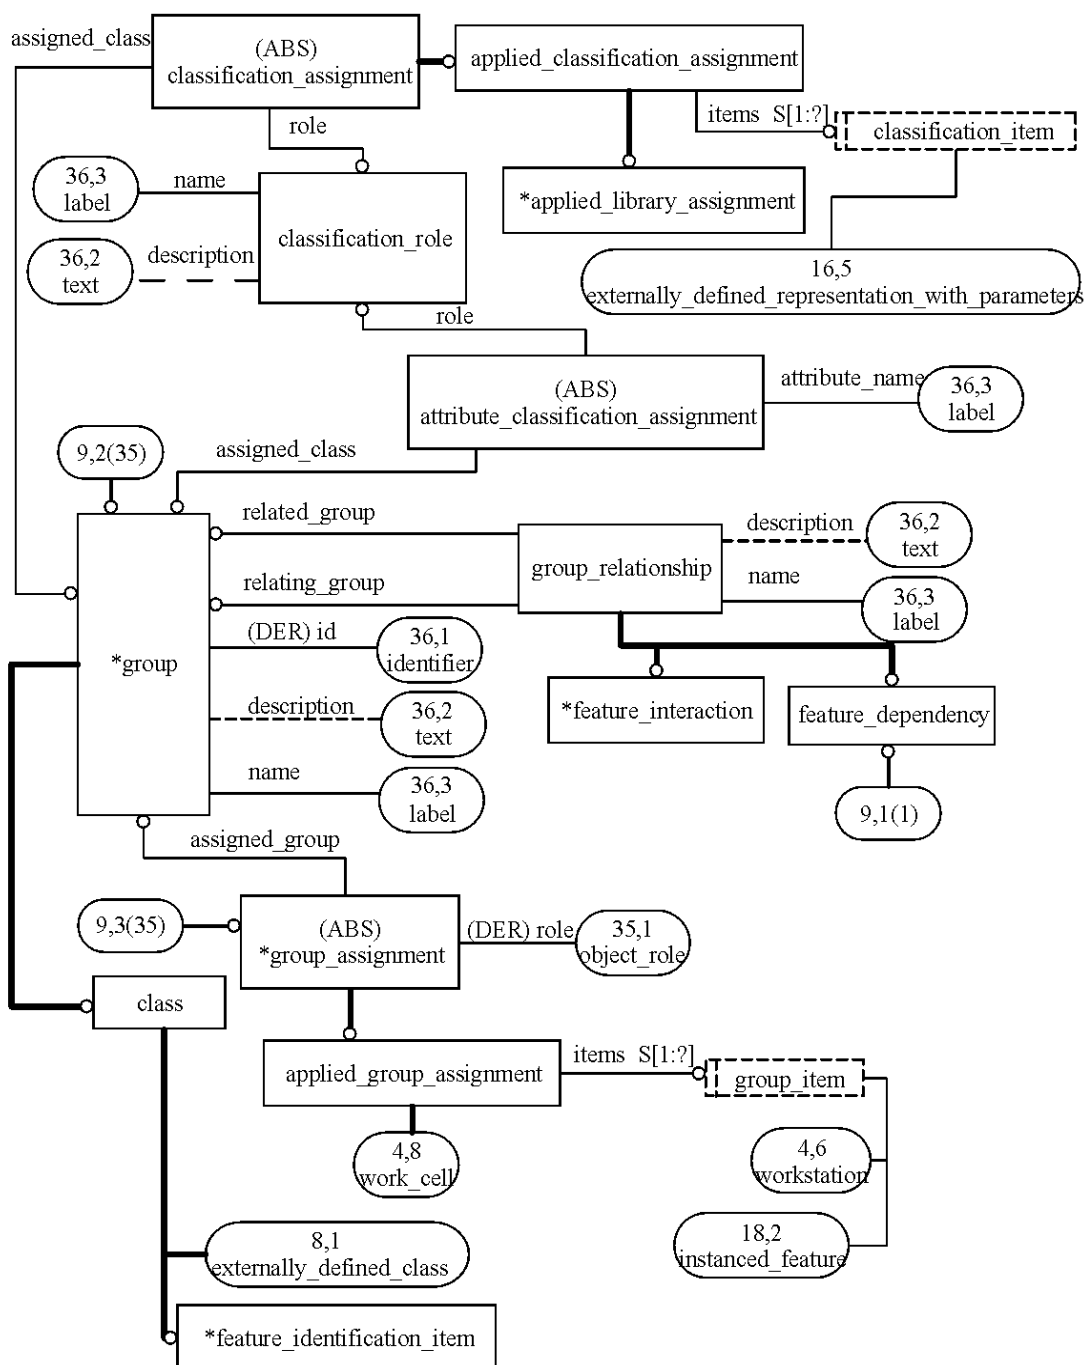 assigned_class
(ABS)
classification_assignment
applied_classification_assignment
items S[1:?]
classification_item
role
36,3
label
name
*applied_library_assignment
classification_role
36,2
text
description
16,5
externally_defined_representation_with_parameters
role
(ABS)
attribute_classification_assignment
attribute_name
36,3
label
9,2(35)
assigned_class
related_group
group_relationship
description
36,2
text
relating_group
name
36,3
label
*group
(DER) id
36,1
identifier
description
36,2
text
*feature_interaction
feature_dependency
name
36,3
label
9,1(1)
assigned_group
9,3(35)
(ABS)
*group_assignment
(DER) role
35,1
object_role
class
applied_group_assignment
items S[1:?]
group_item
4,8
work_cell
4,6
workstation
18,2
instanced_feature
8,1
externally_defined_class
*feature_identification_item